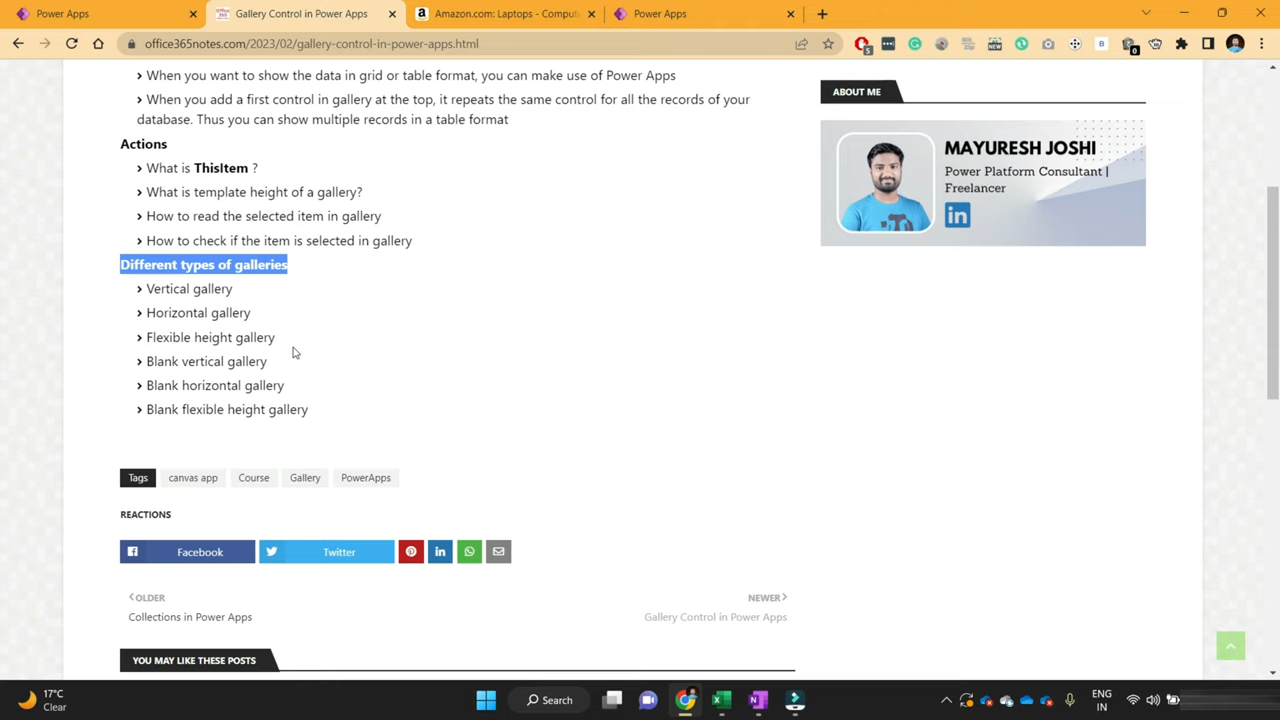 Power Apps
Gallery Control in Power Apps
Amazon.com: Laptops - Comput
Power Apps
office365notes.com/2023/02/gallery-control-in-power-apps.html
5
NEW
B
0
When you want to show the data in grid or table format, you can make use of Power Apps
When you add a first control in gallery at the top, it repeats the same control for all the records of your
database. Thus you can show multiple records in a table format
Actions
What is ThisItem ?
What is template height of a gallery?
How to read the selected item in gallery
How to check if the item is selected in gallery
Different types of galleries
Vertical gallery
Horizontal gallery
Flexible height gallery
Blank vertical gallery
Blank horizontal gallery
Blank flexible height gallery
Tags canvas app Course Gallery PowerApps
REACTIONS
Facebook Twitter
OLDER
Collections in Power Apps
NEWER
Gallery Control in Power Apps
YOU MAY LIKE THESE POSTS
ABOUT ME
MAYURESH JOSHI
Power Platform Consultant |
Freelancer
in
17°C
Clear
Search
ENG
IN